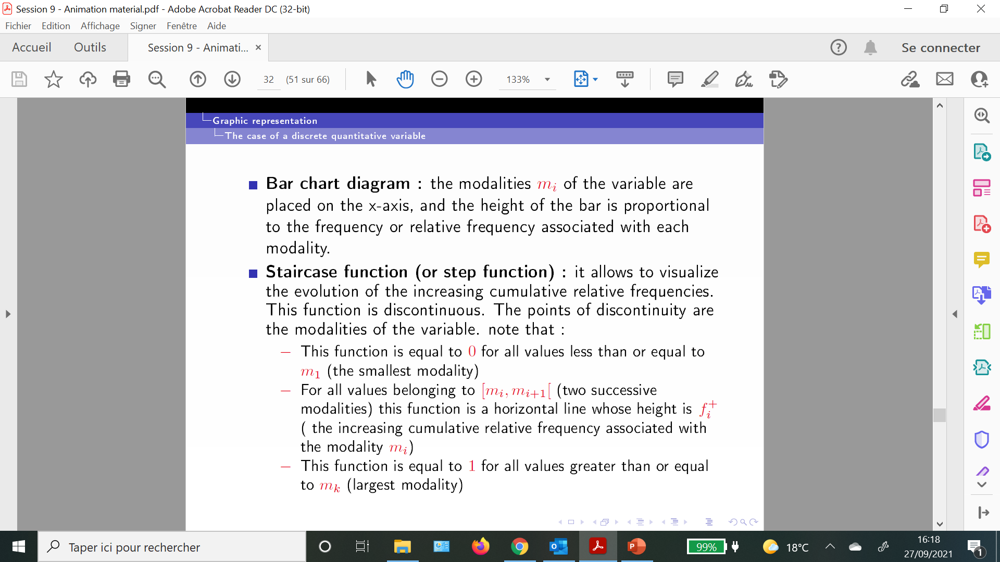 Session 9 - Animation material.pdf - Adobe Acrobat Reader DC (32-bit)
Fichier Edition Affichage Signer Fenêtre Aide
Accueil Outils Session 9 - Animati... × Se connecter
32 (51 sur 66) 133%
Graphic representation
The case of a discrete quantitative variable
Bar chart diagram : the modalities m_i of the variable are
placed on the x-axis, and the height of the bar is proportional
to the frequency or relative frequency associated with each
modality.
Staircase function (or step function) : it allows to visualize
the evolution of the increasing cumulative relative frequencies.
This function is discontinuous. The points of discontinuity are
the modalities of the variable. note that :
– This function is equal to 0 for all values less than or equal to
m_1 (the smallest modality)
– For all values belonging to [m_i, m_{i+1}[ (two successive
modalities) this function is a horizontal line whose height is f_i^+
( the increasing cumulative relative frequency associated with
the modality m_i)
– This function is equal to 1 for all values greater than or equal
to m_k (largest modality)
Taper ici pour rechercher
99%
18°C
16:18
27/09/2021
1